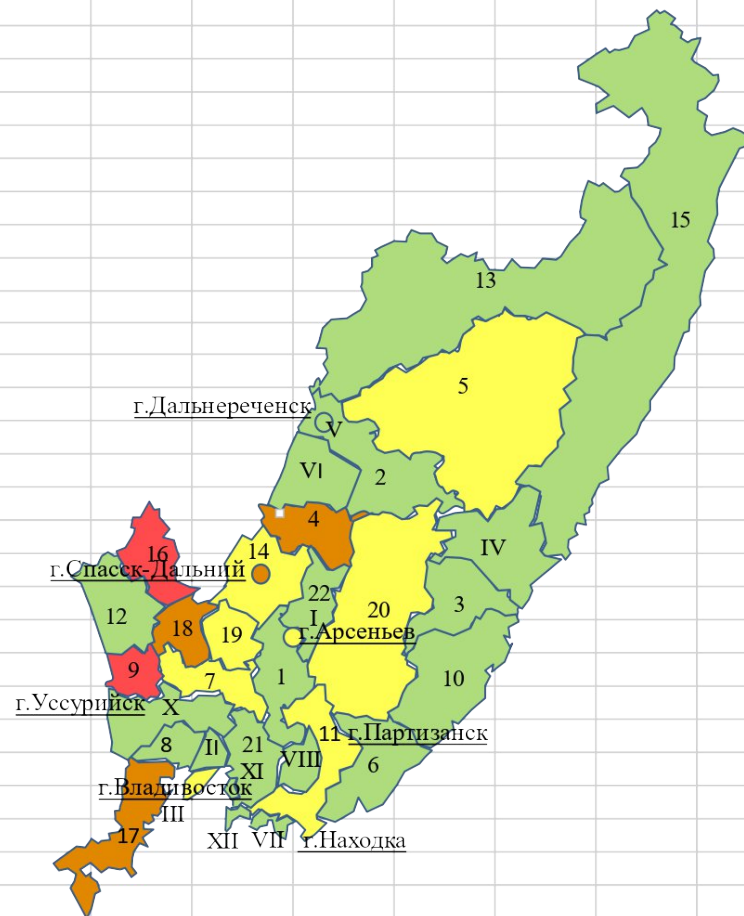 15
13
5
г.Дальнереченск
V
VI
2
4
16
14
IV
г.Спасск-Дальний
22
12
I
20
3
18
19
г.Арсеньев
9
7
1
10
г.Уссурийск
X
8
II
21
11
г.Партизанск
VIII
6
XI
г.Владивосток
III
17
XII
VII
г.Находка